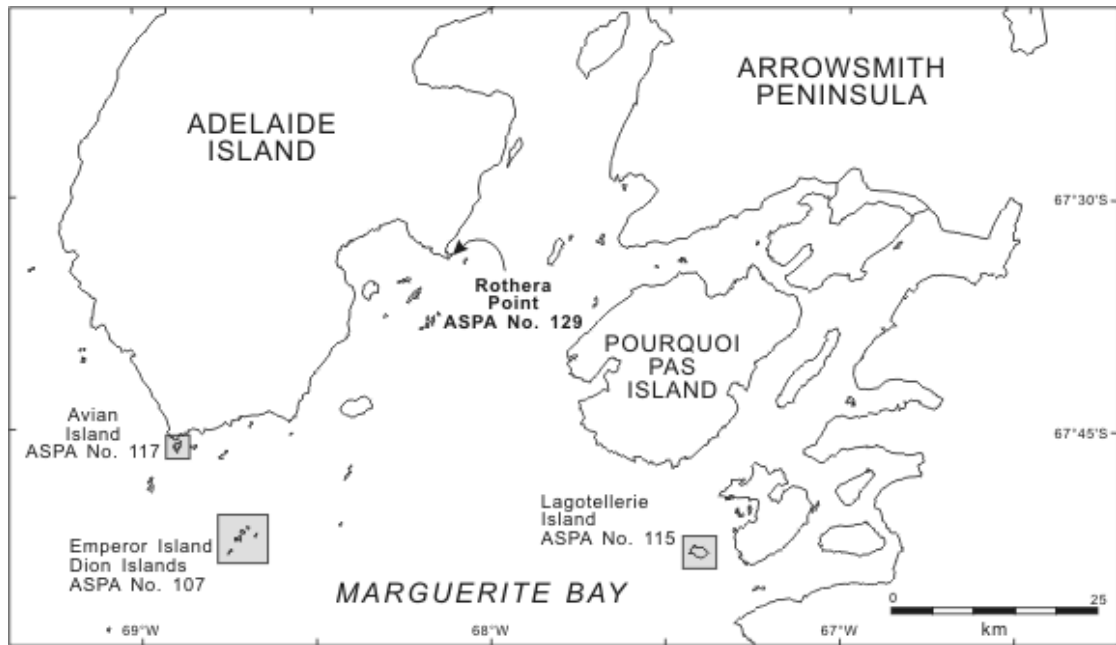 ADELAIDE
ISLAND
ARROWSMITH
PENINSULA
67°30'S
Rothera
Point
ASPA No. 129
POURQUOI
PAS
ISLAND
Avian
Island
ASPA No. 117
67°45'S
Lagotellerie
Island
ASPA No. 115
Emperor Island
Dion Islands
ASPA No. 107
MARGUERITE BAY
0 25
km
69°W 68°W 67°W